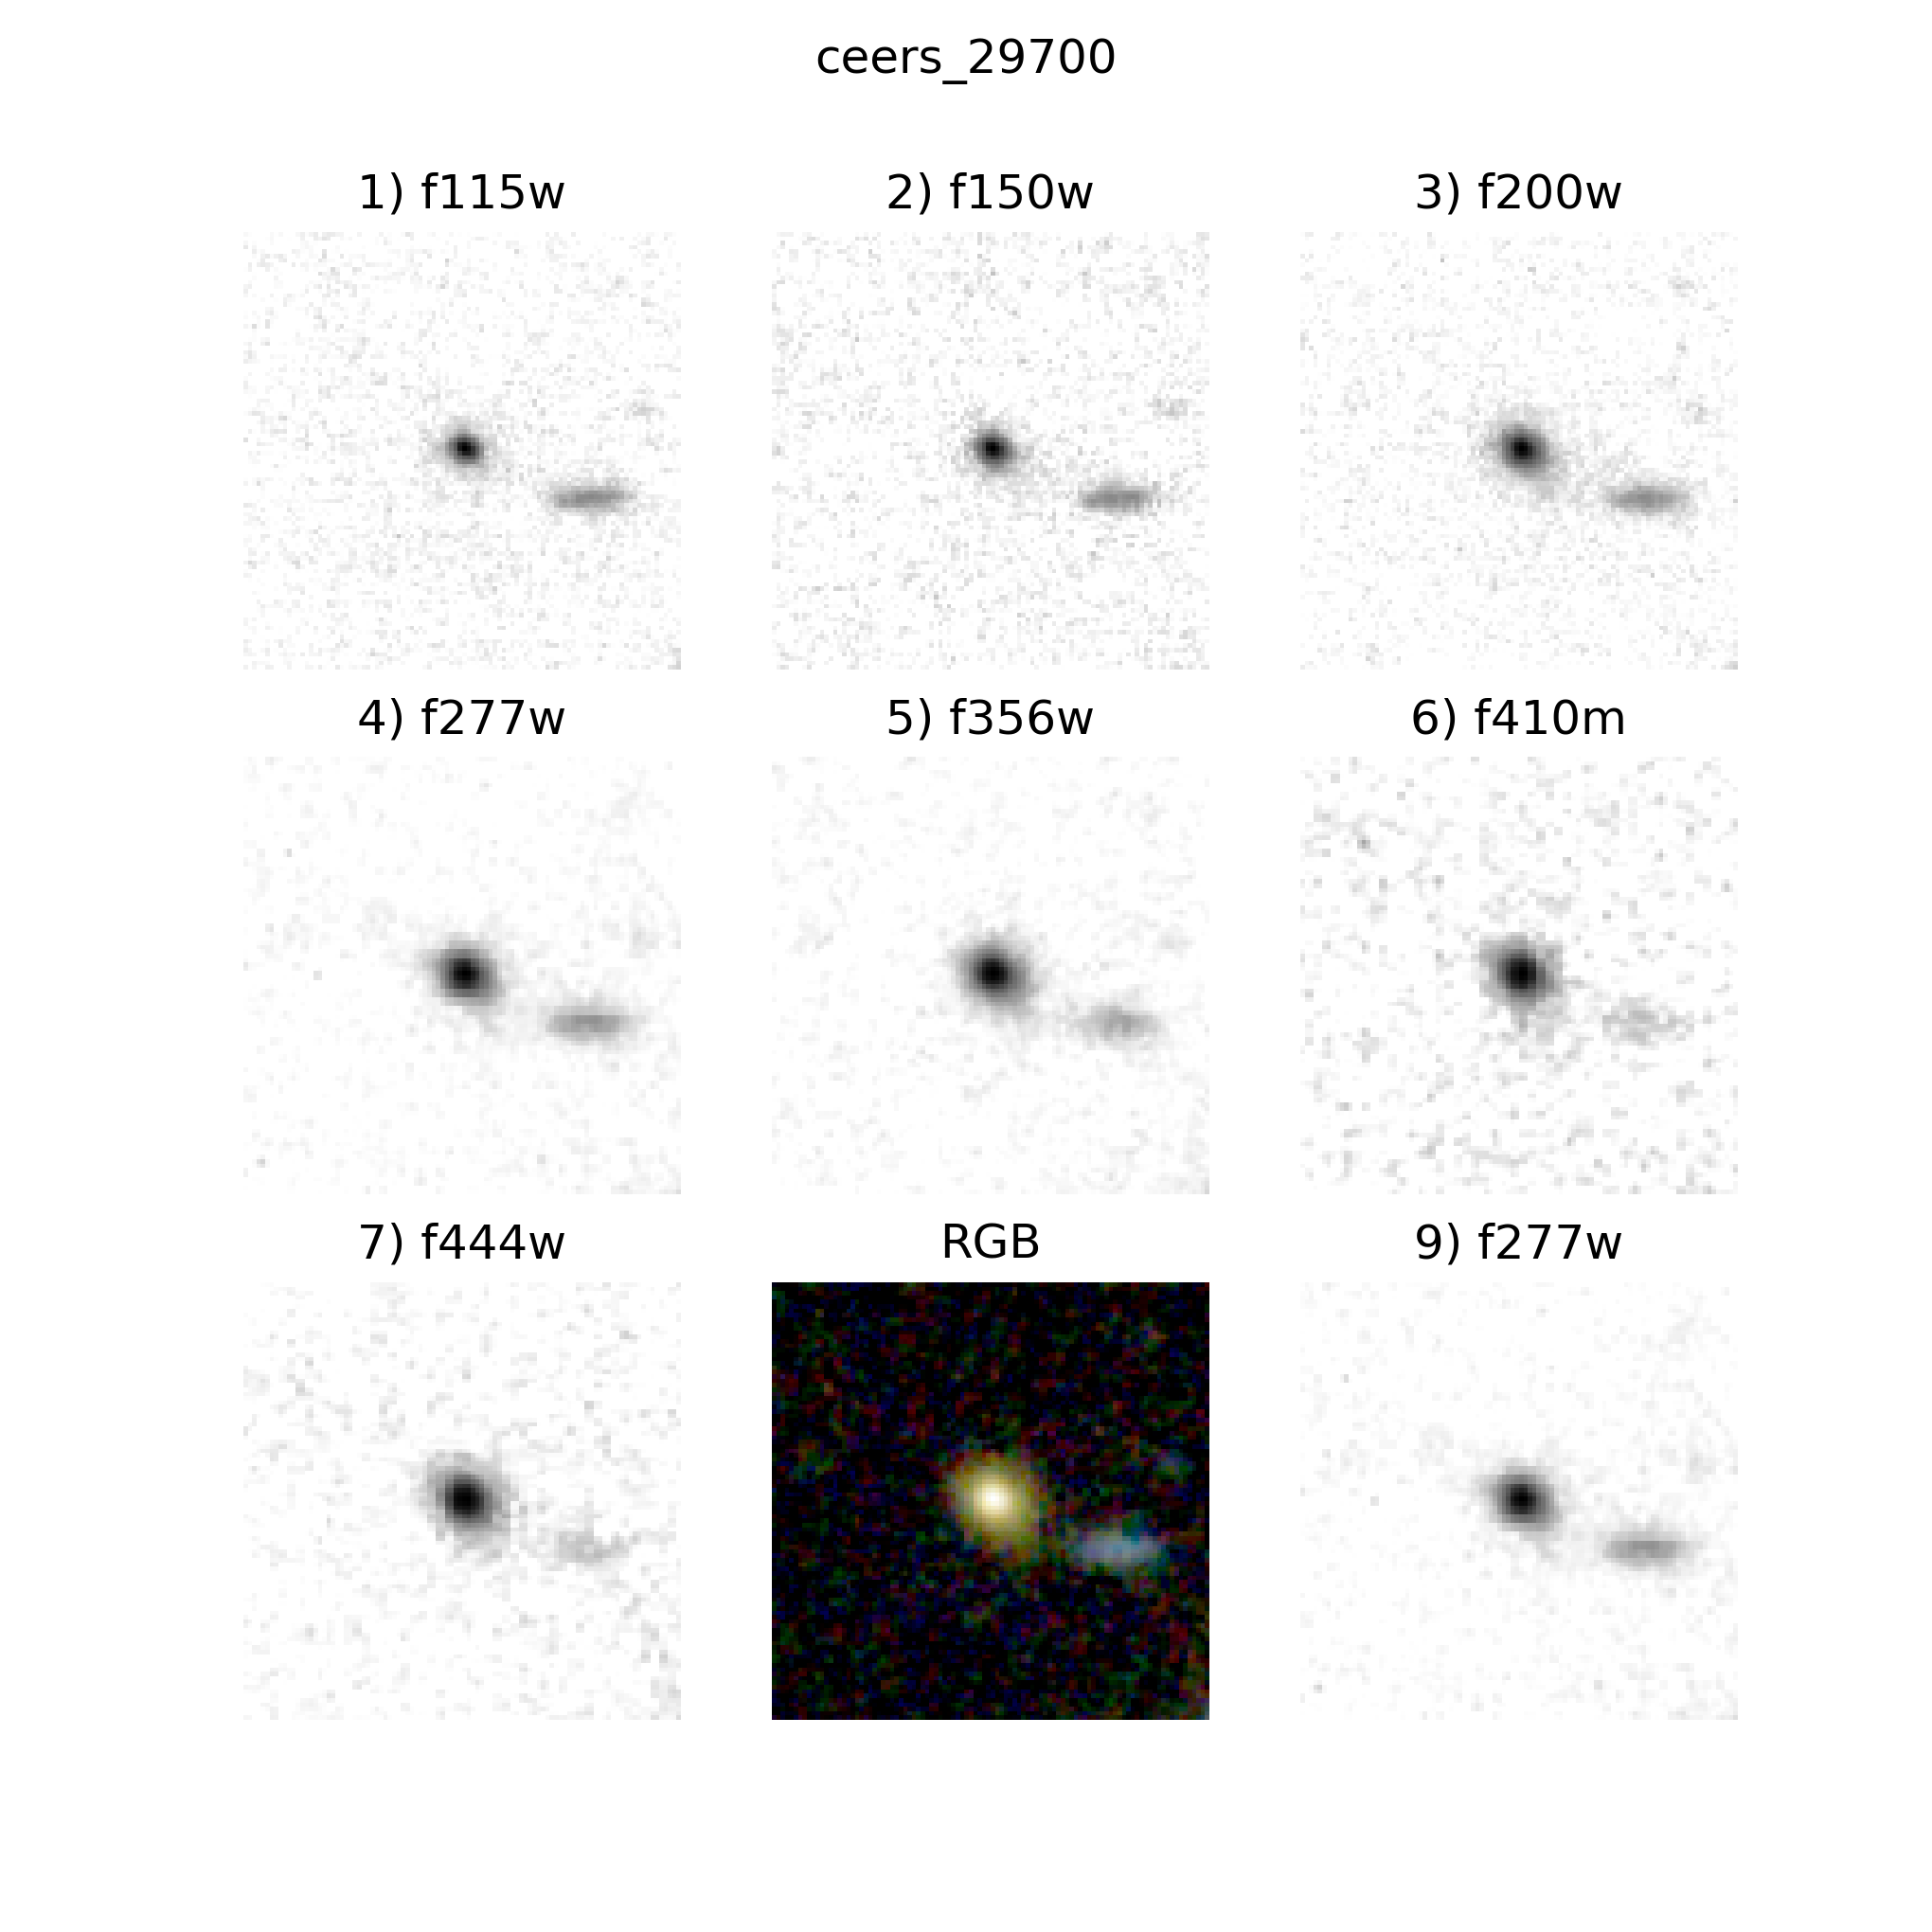 ceers_29700
1) f115w
2) f150w
3) f200w
4) f277w
5) f356w
6) f410m
7) f444w
RGB
9) f277w